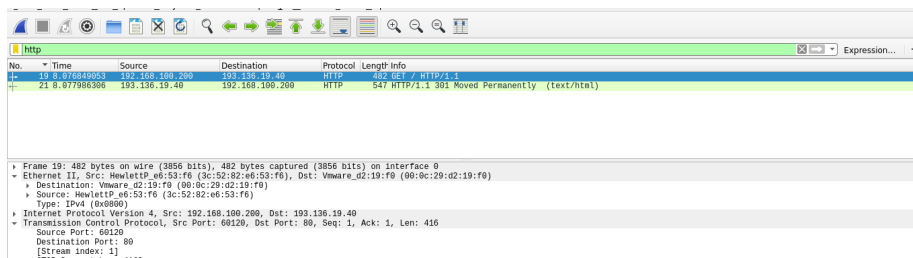 http
Expression...
No. Time Source Destination Protocol Length Info
19 8.076849053 192.168.100.200 193.136.19.40 HTTP 482 GET / HTTP/1.1
21 8.077986306 193.136.19.40 192.168.100.200 HTTP 547 HTTP/1.1 301 Moved Permanently (text/html)
Frame 19: 482 bytes on wire (3856 bits), 482 bytes captured (3856 bits) on interface 0
Ethernet II, Src: HewlettP_e6:53:f6 (3c:52:82:e6:53:f6), Dst: Vmware_d2:19:f0 (00:0c:29:d2:19:f0)
Destination: Vmware_d2:19:f0 (00:0c:29:d2:19:f0)
Source: HewlettP_e6:53:f6 (3c:52:82:e6:53:f6)
Type: IPv4 (0x0800)
Internet Protocol Version 4, Src: 192.168.100.200, Dst: 193.136.19.40
Transmission Control Protocol, Src Port: 60120, Dst Port: 80, Seq: 1, Ack: 1, Len: 416
Source Port: 60120
Destination Port: 80
[Stream index: 1]